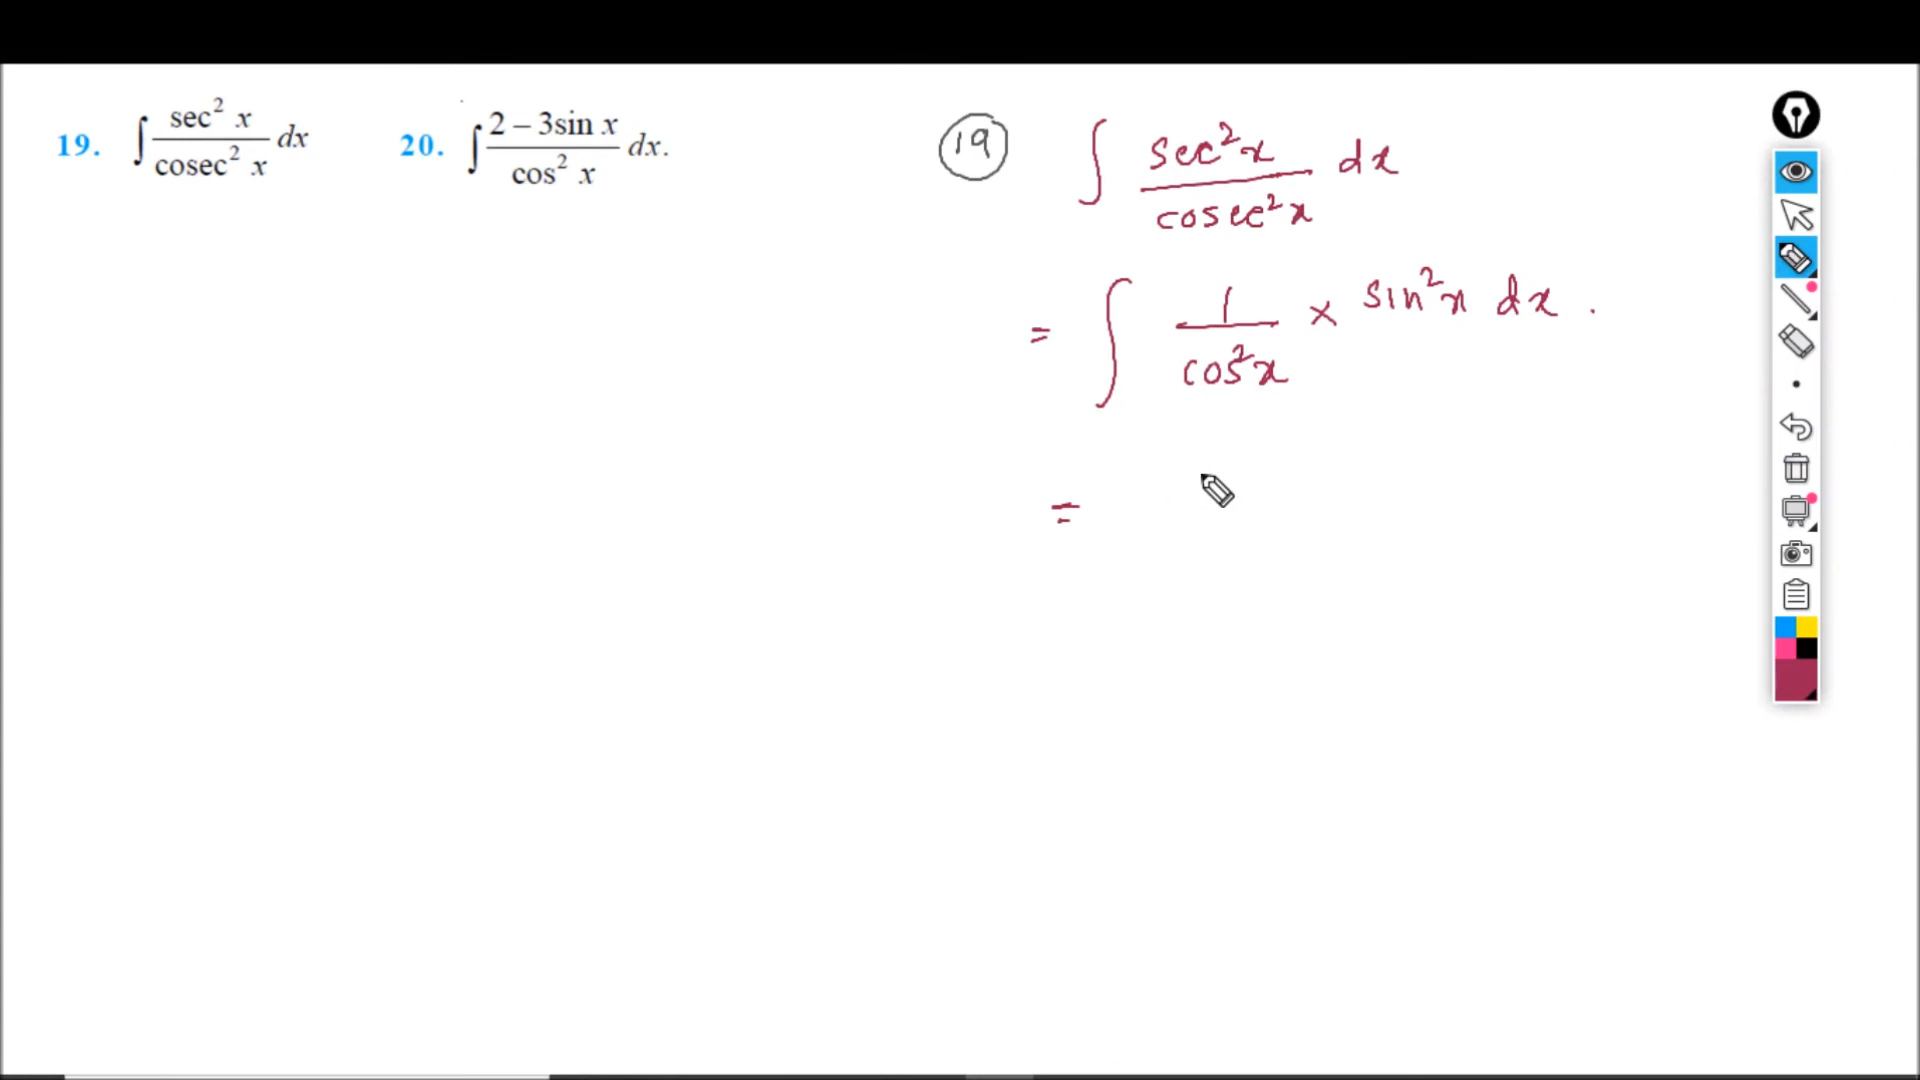 19. ∫ sec² x / cosec² x dx 20. ∫ 2 – 3sin x / cos² x dx.
19 ∫ sec²x / cosec²x dx
= ∫ 1 / cos²x × sin²x dx .
=